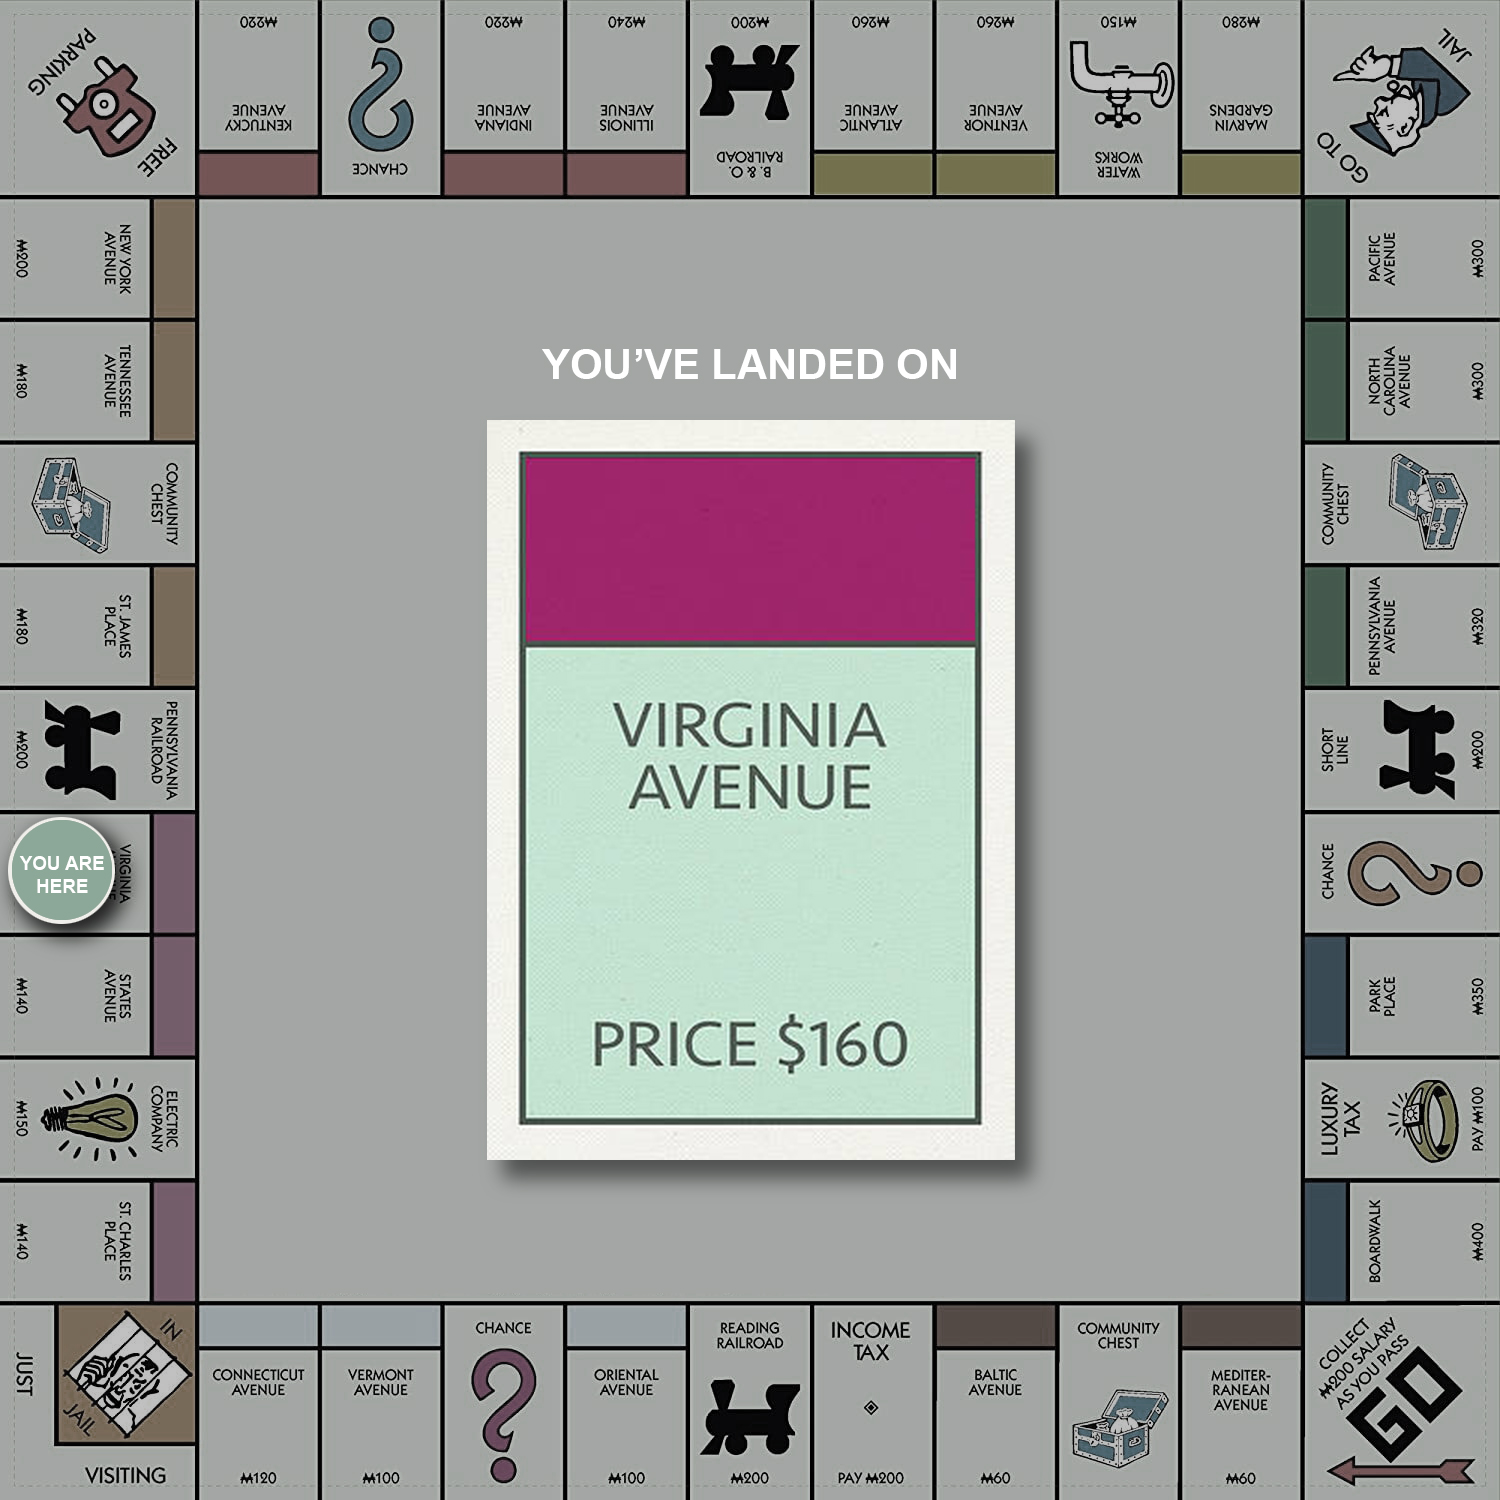 YOU'VE LANDED ON
VIRGINIA
AVENUE
PRICE $160
YOU ARE
HERE
FREE
PARKING
₩220
KENTUCKY
AVENUE
CHANCE
₩220
INDIANA
AVENUE
₩240
ILLINOIS
AVENUE
₩200
B. & O.
RAILROAD
₩260
ATLANTIC
AVENUE
₩260
VENTNOR
AVENUE
₩150
WATER
WORKS
₩280
MARVIN
GARDENS
GO TO
JAIL
PACIFIC
AVENUE
₩300
NORTH
CAROLINA
AVENUE
₩300
COMMUNITY
CHEST
PENNSYLVANIA
AVENUE
₩320
SHORT
LINE
₩200
CHANCE
PARK
PLACE
₩350
LUXURY
TAX
PAY ₩100
BOARDWALK
₩400
COLLECT
₩200 SALARY
AS YOU PASS
GO
MEDITER-
RANEAN
AVENUE
₩60
COMMUNITY
CHEST
BALTIC
AVENUE
₩60
INCOME
TAX
PAY ₩200
READING
RAILROAD
₩200
ORIENTAL
AVENUE
₩100
CHANCE
VERMONT
AVENUE
₩100
CONNECTICUT
AVENUE
₩120
IN
JAIL
JUST
VISITING
ST. CHARLES
PLACE
₩140
ELECTRIC
COMPANY
₩150
STATES
AVENUE
₩140
VIRGINIA
PENNSYLVANIA
RAILROAD
₩200
ST. JAMES
PLACE
₩180
COMMUNITY
CHEST
TENNESSEE
AVENUE
₩180
NEW YORK
AVENUE
₩200